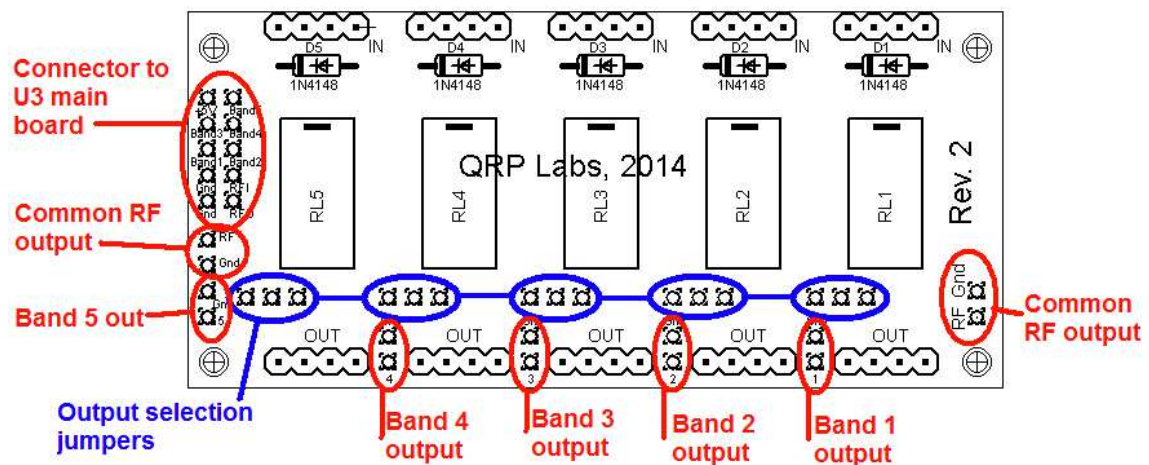 D5 IN D4 IN D3 IN D2 IN D1 IN
1N4148 1N4148 1N4148 1N4148 1N4148
Connector to
U3 main
board
+5V Band5
Band3 Band4
Band1 Band2
Gnd RFI
Gnd RFO
QRP Labs, 2014
RL5 RL4 RL3 RL2 RL1
Rev. 2
Common RF
output
RF
Gnd
Band 5 out
Gnd
5
RF Gnd
Common
RF output
OUT OUT OUT OUT OUT
4 3 2 1
Output selection
jumpers
Band 4
output
Band 3
output
Band 2
output
Band 1
output